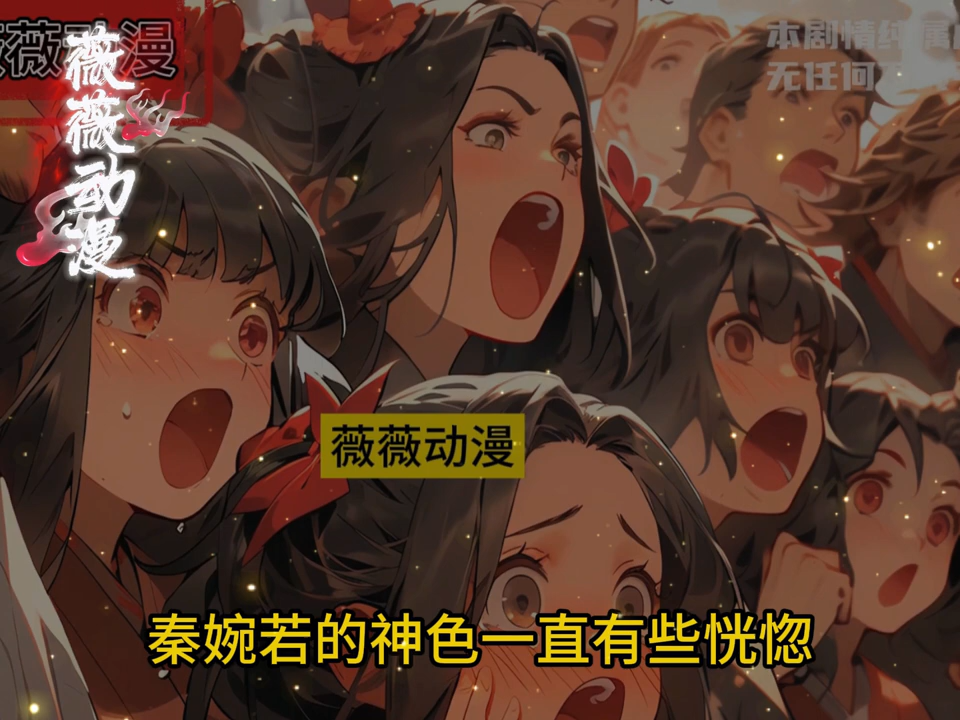 薇薇动漫
薇薇动漫
本剧情纯属
无任何
薇薇动漫
秦婉若的神色一直有些恍惚